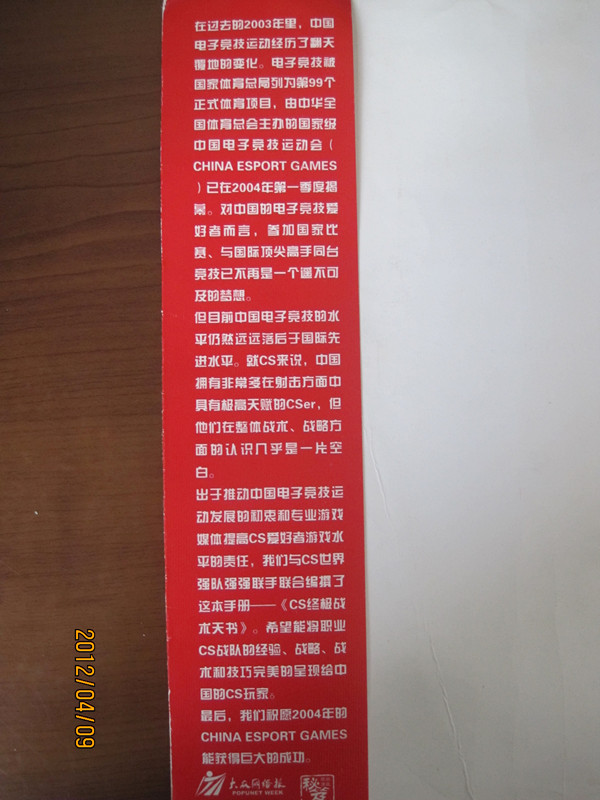 在过去的2003年里，中国
电子竞技运动经历了翻天
覆地的变化。电子竞技被
国家体育总局列为第99个
正式体育项目，由中华全
国体育总会主办的国家级
中国电子竞技运动会（
CHINA ESPORT GAMES
）已在2004年第一季度揭
幕。对中国的电子竞技爱
好者而言，参加国家比
赛、与国际顶尖高手同台
竞技已不再是一个遥不可
及的梦想。
但目前中国电子竞技的水
平仍然远远落后于国际先
进水平。就CS来说，中国
拥有非常多在射击方面中
具有极高天赋的CSer，但
他们在整体战术、战略方
面的认识几乎是一片空
白。
出于推动中国电子竞技运
动发展的初衷和专业游戏
媒体提高CS爱好者游戏水
平的责任，我们与CS世界
强队强强联手联合编撰了
这本手册——《CS终极战
术天书》。希望能将职业
CS战队的经验、战略、战
术和技巧完美的呈现给中
国的CS玩家。
最后，我们祝愿2004年的
CHINA ESPORT GAMES
能获得巨大的成功。
大众网络报
POPUNET WEEK
2012/04/09